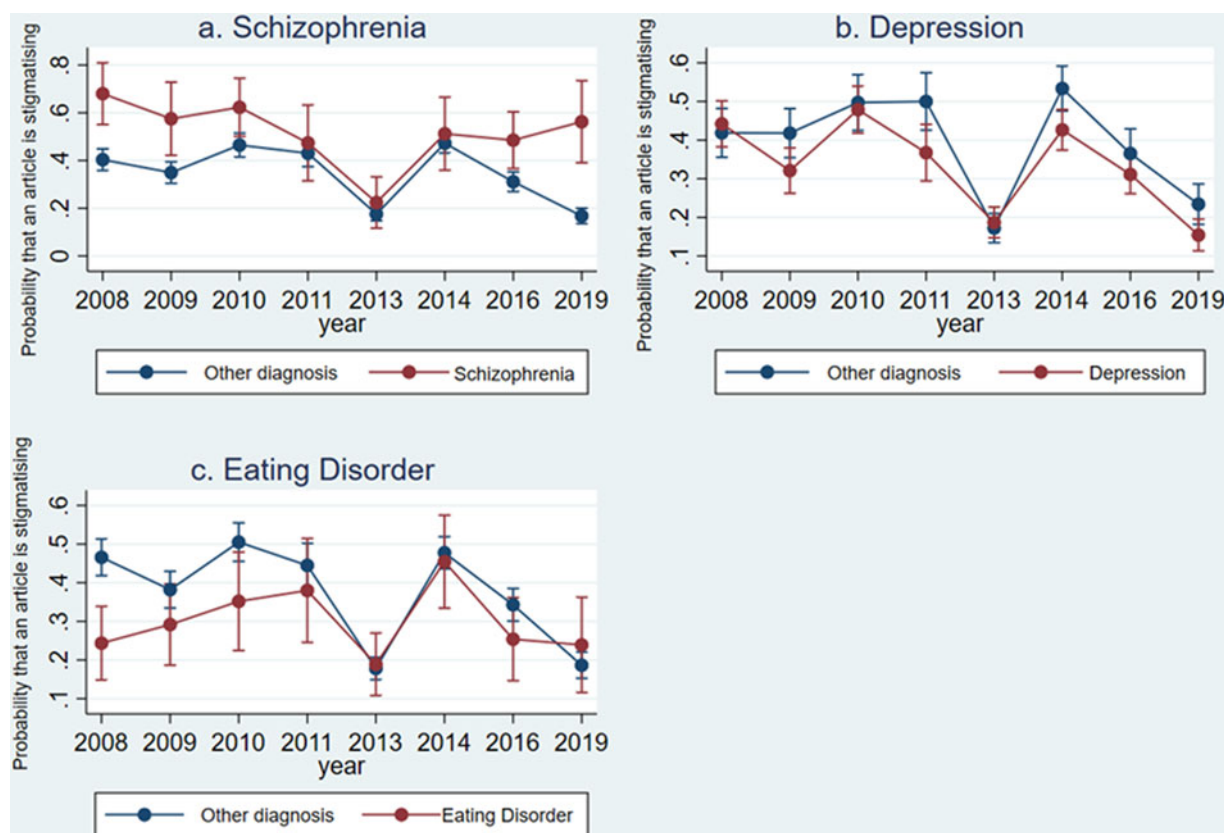 a. Schizophrenia
Probability that an article is stigmatising
.8
.6
.4
.2
0
2008 2009 2010 2011 2013 2014 2016 2019
year
Other diagnosis Schizophrenia
b. Depression
Probability that an article is stigmatising
.6
.5
.4
.3
.2
.1
2008 2009 2010 2011 2013 2014 2016 2019
year
Other diagnosis Depression
c. Eating Disorder
Probability that an article is stigmatising
.6
.5
.4
.3
.2
.1
2008 2009 2010 2011 2013 2014 2016 2019
year
Other diagnosis Eating Disorder